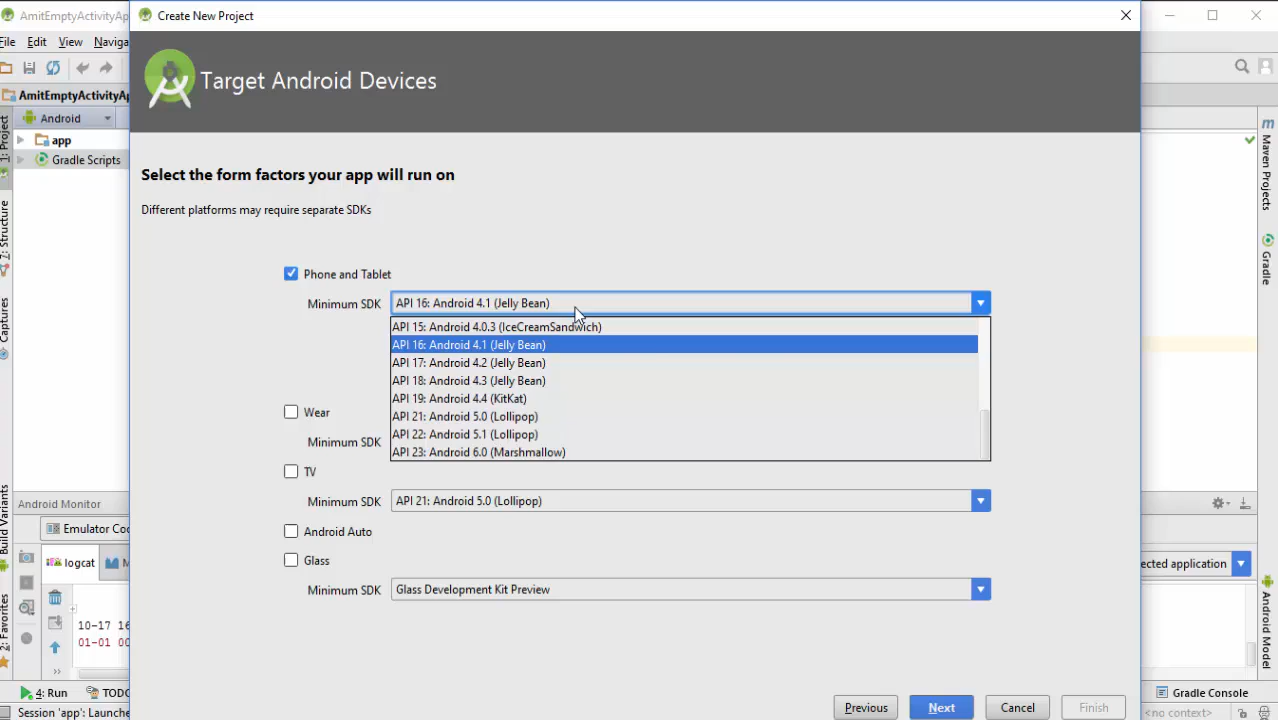 AmitEmptyActivityAp
Create New Project
File Edit View Naviga
Target Android Devices
AmitEmptyActivityAp
Android
app
Gradle Scripts
1: Project
7: Structure
Captures
Build Variants
2: Favorites
Select the form factors your app will run on
Different platforms may require separate SDKs
Phone and Tablet
Minimum SDK
API 16: Android 4.1 (Jelly Bean)
API 15: Android 4.0.3 (IceCreamSandwich)
API 16: Android 4.1 (Jelly Bean)
API 17: Android 4.2 (Jelly Bean)
API 18: Android 4.3 (Jelly Bean)
API 19: Android 4.4 (KitKat)
API 21: Android 5.0 (Lollipop)
API 22: Android 5.1 (Lollipop)
API 23: Android 6.0 (Marshmallow)
Wear
Minimum SDK
TV
Minimum SDK
API 21: Android 5.0 (Lollipop)
Android Auto
Glass
Minimum SDK
Glass Development Kit Preview
Previous Next Cancel Finish
Maven Projects
Gradle
Android Model
Android Monitor
Emulator Co
logcat
ected application
10-17 16
01-01 00
4: Run
TODO
Gradle Console
Session 'app': Launche
<no context>